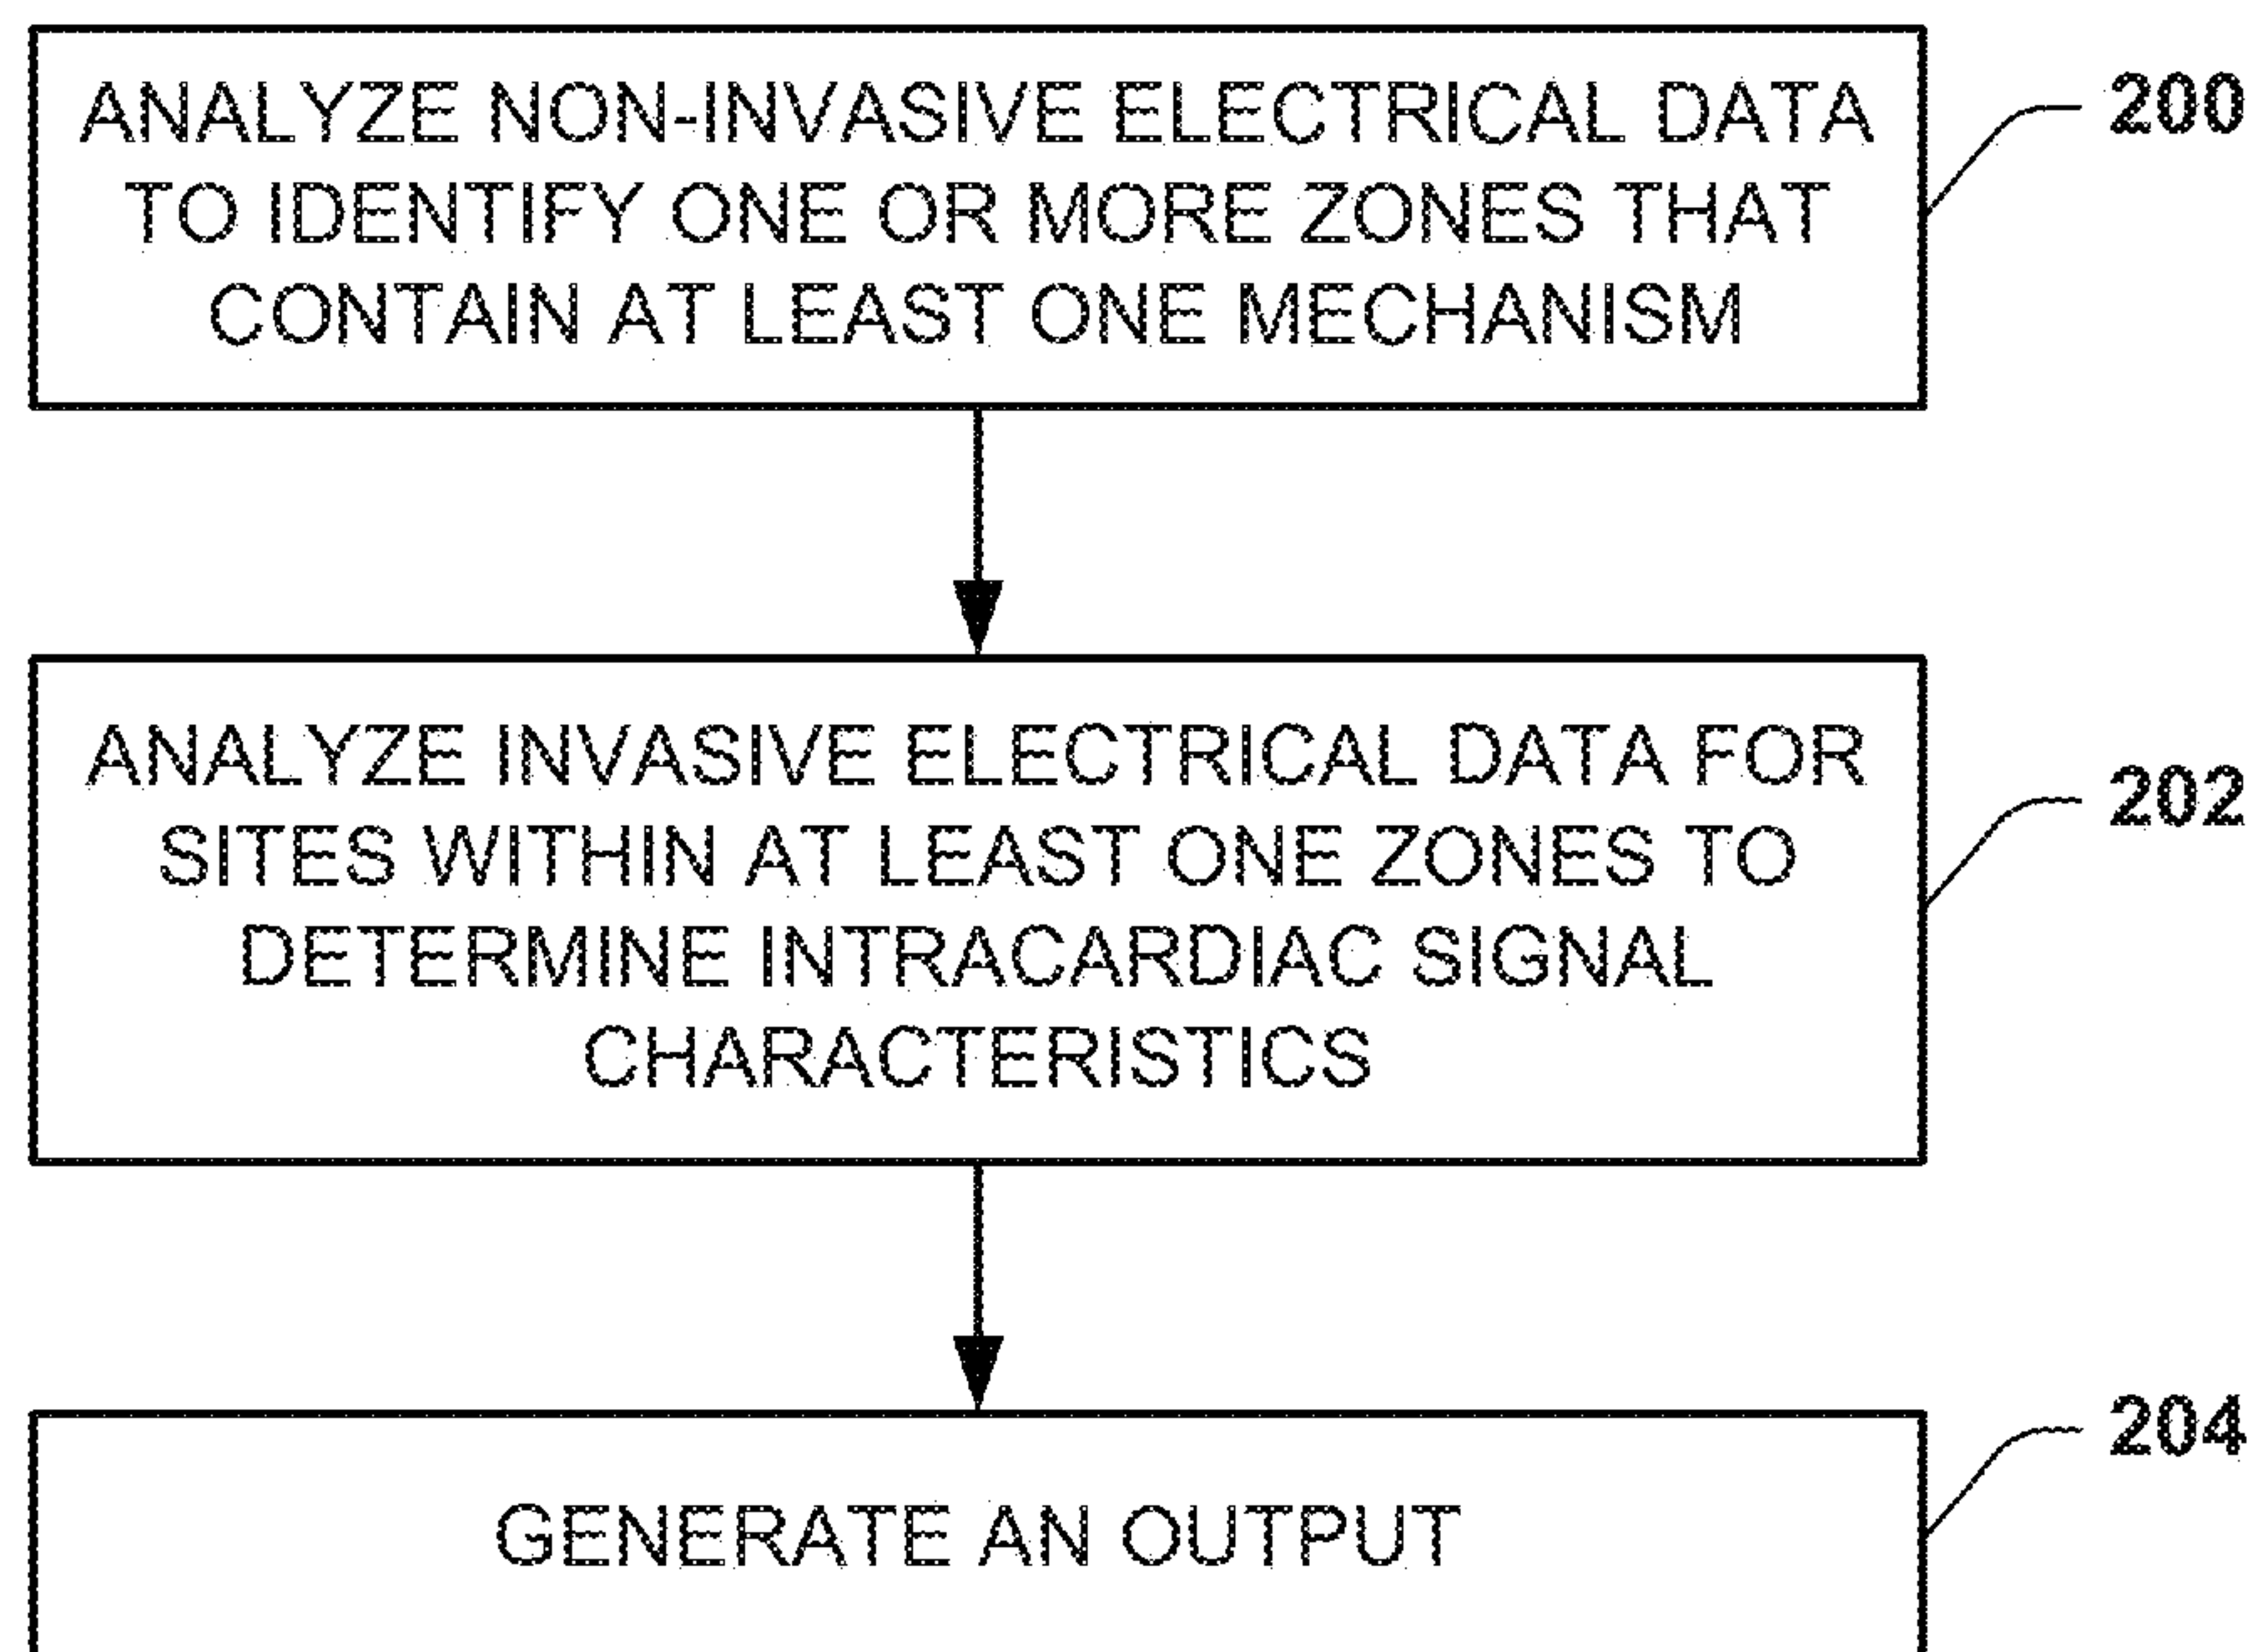 ANALYZE NON-INVASIVE ELECTRICAL DATA
TO IDENTIFY ONE OR MORE ZONES THAT
CONTAIN AT LEAST ONE MECHANISM
200
ANALYZE INVASIVE ELECTRICAL DATA FOR
SITES WITHIN AT LEAST ONE ZONES TO
DETERMINE INTRACARDIAC SIGNAL
CHARACTERISTICS
202
GENERATE AN OUTPUT
204